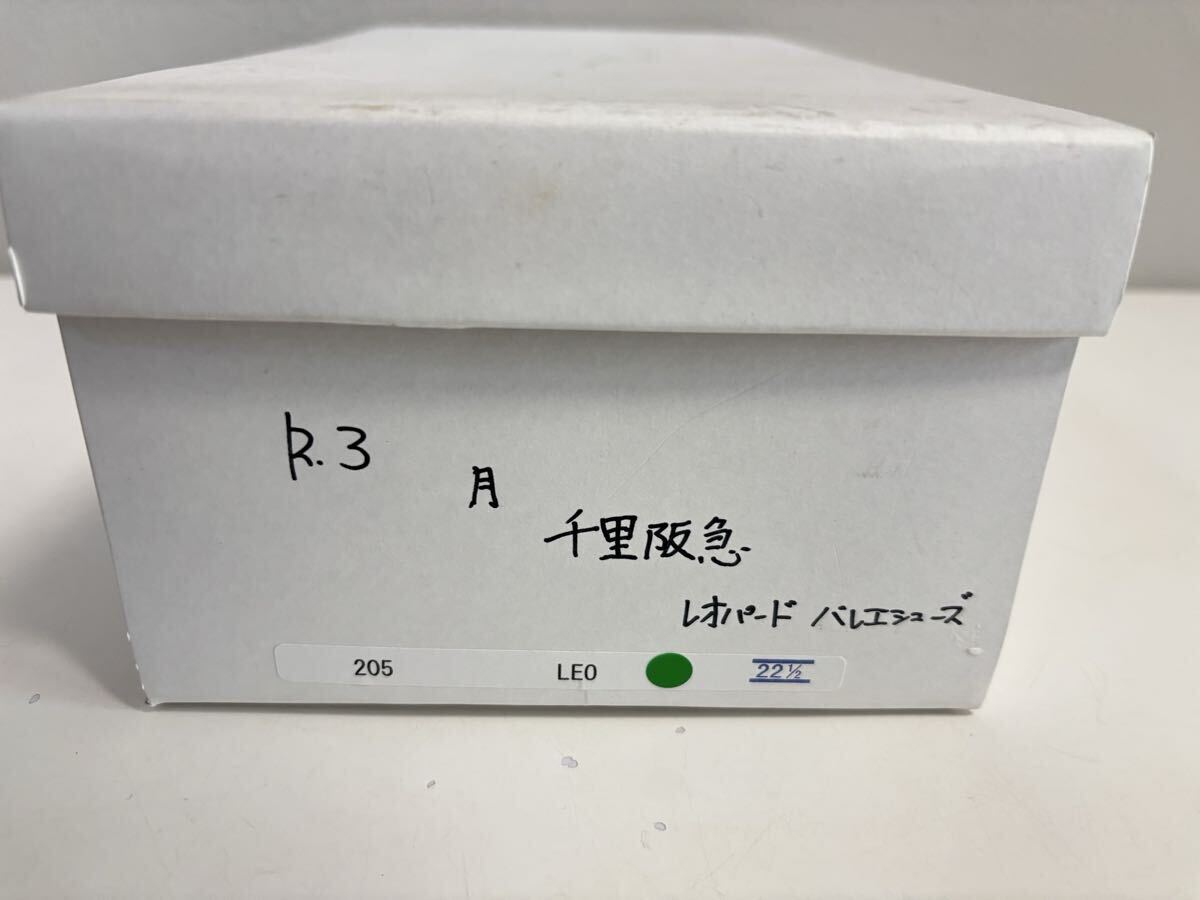 R.3
月
千里阪急
レオパード バレエシューズ
205 LEO 22½